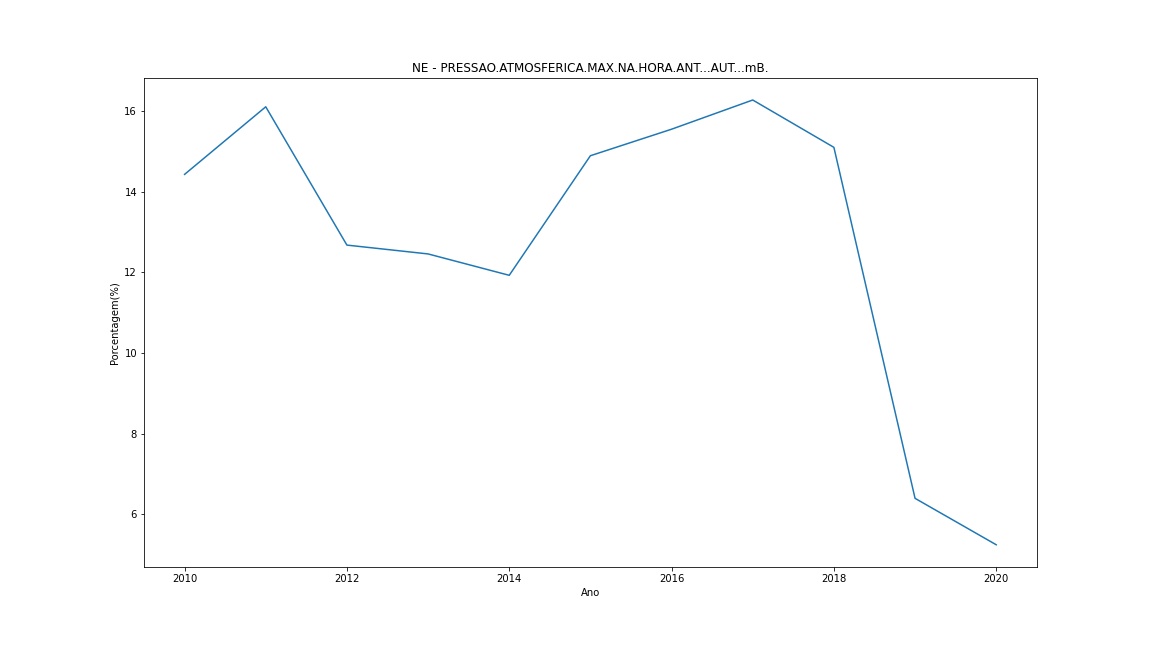 NE - PRESSAO.ATMOSFERICA.MAX.NA.HORA.ANT...AUT...mB.
16
14
12
10
8
6
Porcentagem(%)
2010 2012 2014 2016 2018 2020
Ano